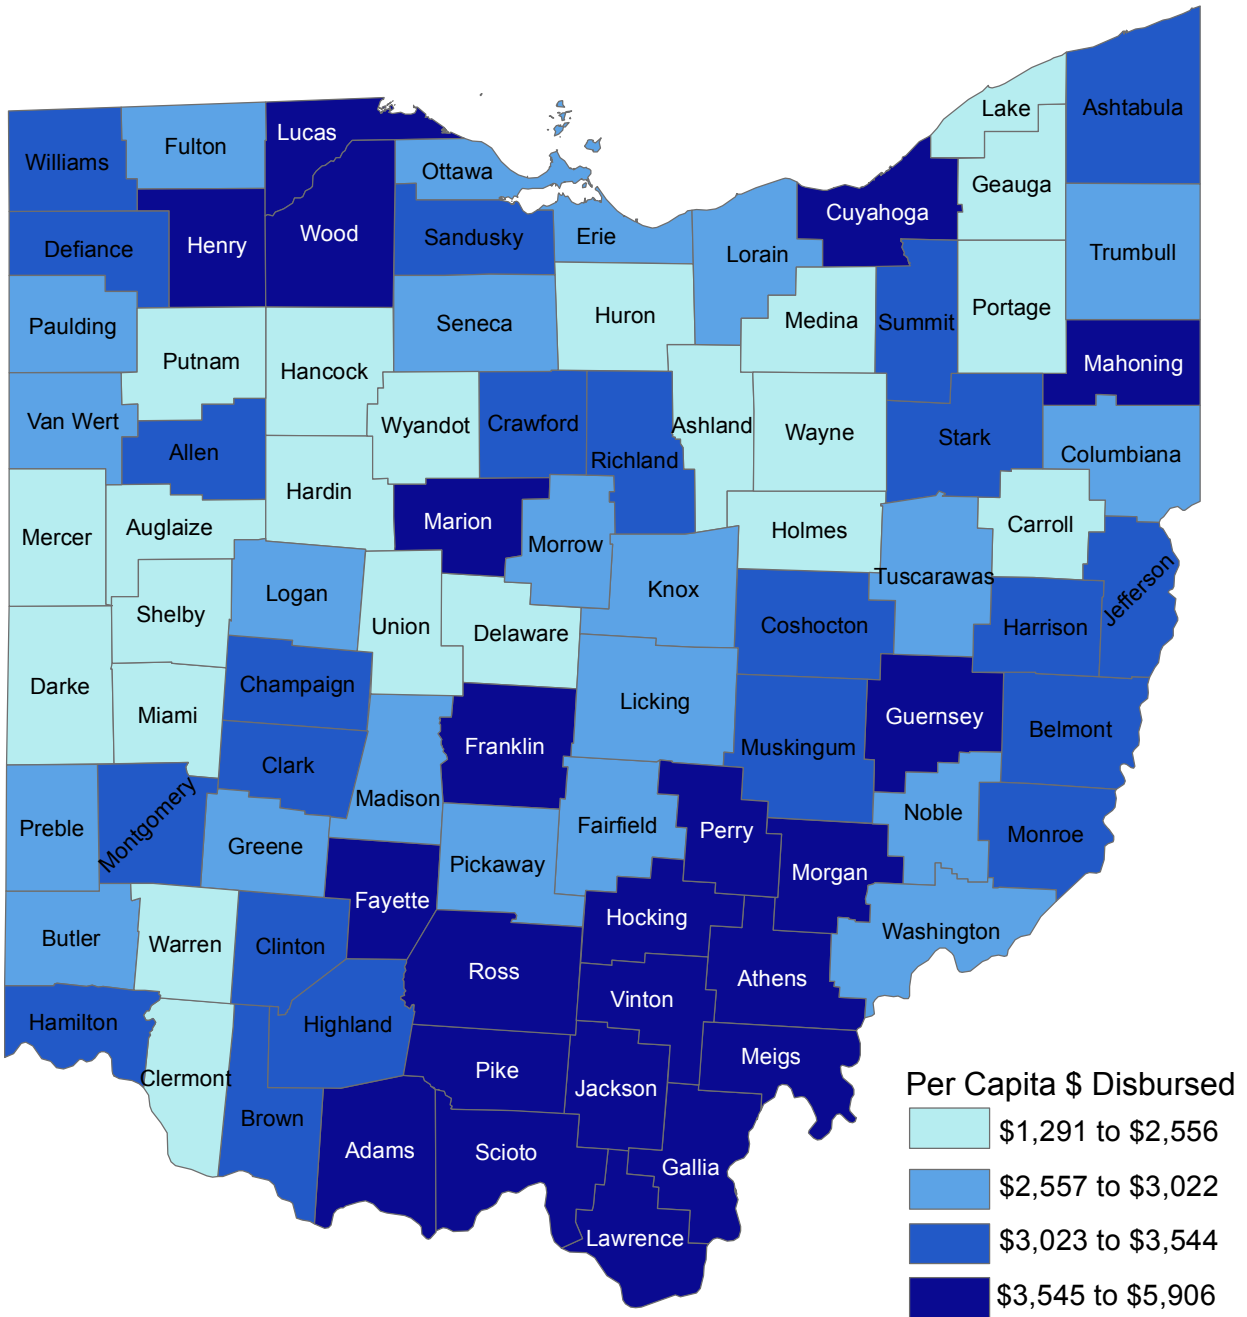 Lake
Ashtabula
Lucas
Fulton
Williams
Ottawa
Geauga
Cuyahoga
Wood
Sandusky
Erie
Henry
Defiance
Lorain
Trumbull
Portage
Huron
Medina
Summit
Seneca
Paulding
Putnam
Mahoning
Hancock
Van Wert
Wyandot
Crawford
Ashland
Wayne
Stark
Allen
Richland
Columbiana
Hardin
Marion
Carroll
Auglaize
Holmes
Mercer
Morrow
Tuscarawas
Knox
Logan
Jefferson
Shelby
Union
Delaware
Coshocton
Harrison
Darke
Champaign
Licking
Miami
Guernsey
Belmont
Franklin
Muskingum
Clark
Madison
Noble
Montgomery
Preble
Fairfield
Perry
Monroe
Greene
Pickaway
Morgan
Fayette
Hocking
Washington
Butler
Warren
Clinton
Ross
Athens
Vinton
Hamilton
Highland
Meigs
Pike
Clermont
Jackson
Brown
Adams
Scioto
Gallia
Lawrence
Per Capita $ Disbursed
$1,291 to $2,556
$2,557 to $3,022
$3,023 to $3,544
$3,545 to $5,906